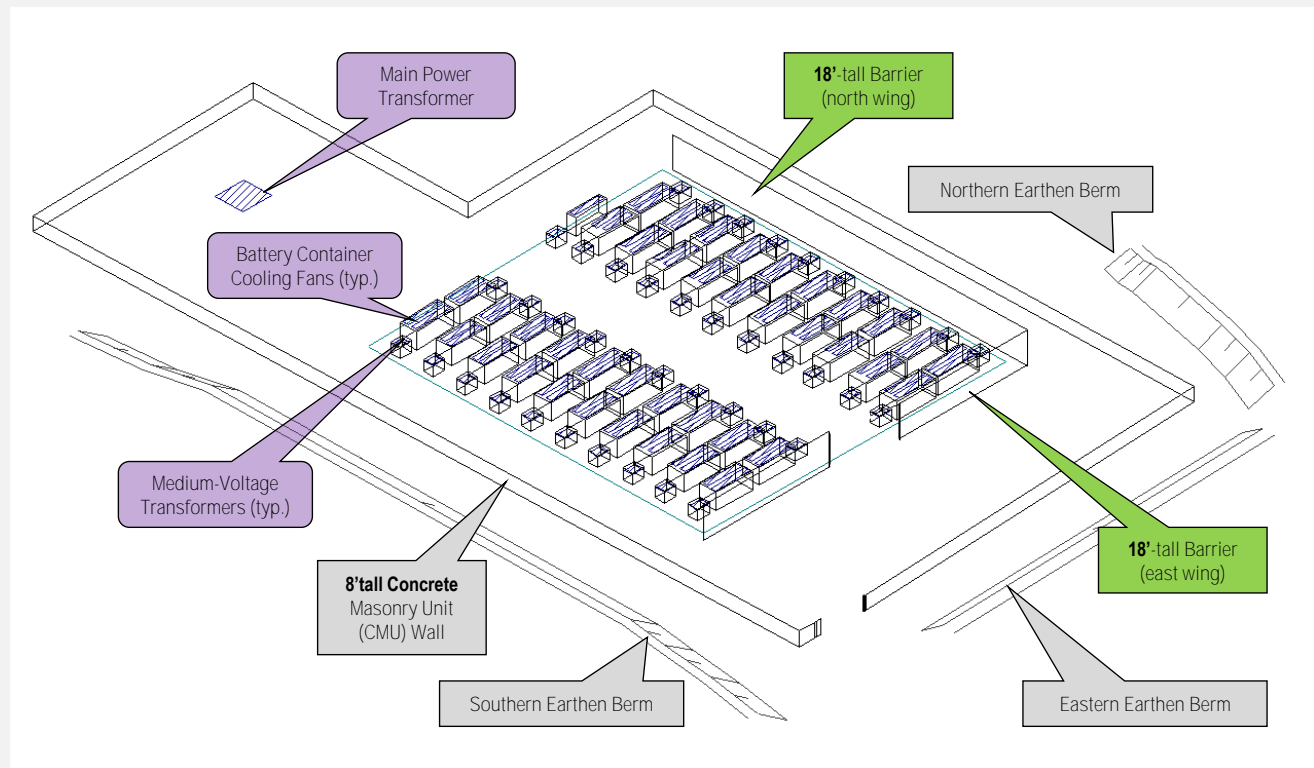 Main Power
Transformer
18'-tall Barrier
(north wing)
Northern Earthen Berm
Battery Container
Cooling Fans (typ.)
Medium-Voltage
Transformers (typ.)
8'tall Concrete
Masonry Unit
(CMU) Wall
18'-tall Barrier
(east wing)
Southern Earthen Berm
Eastern Earthen Berm